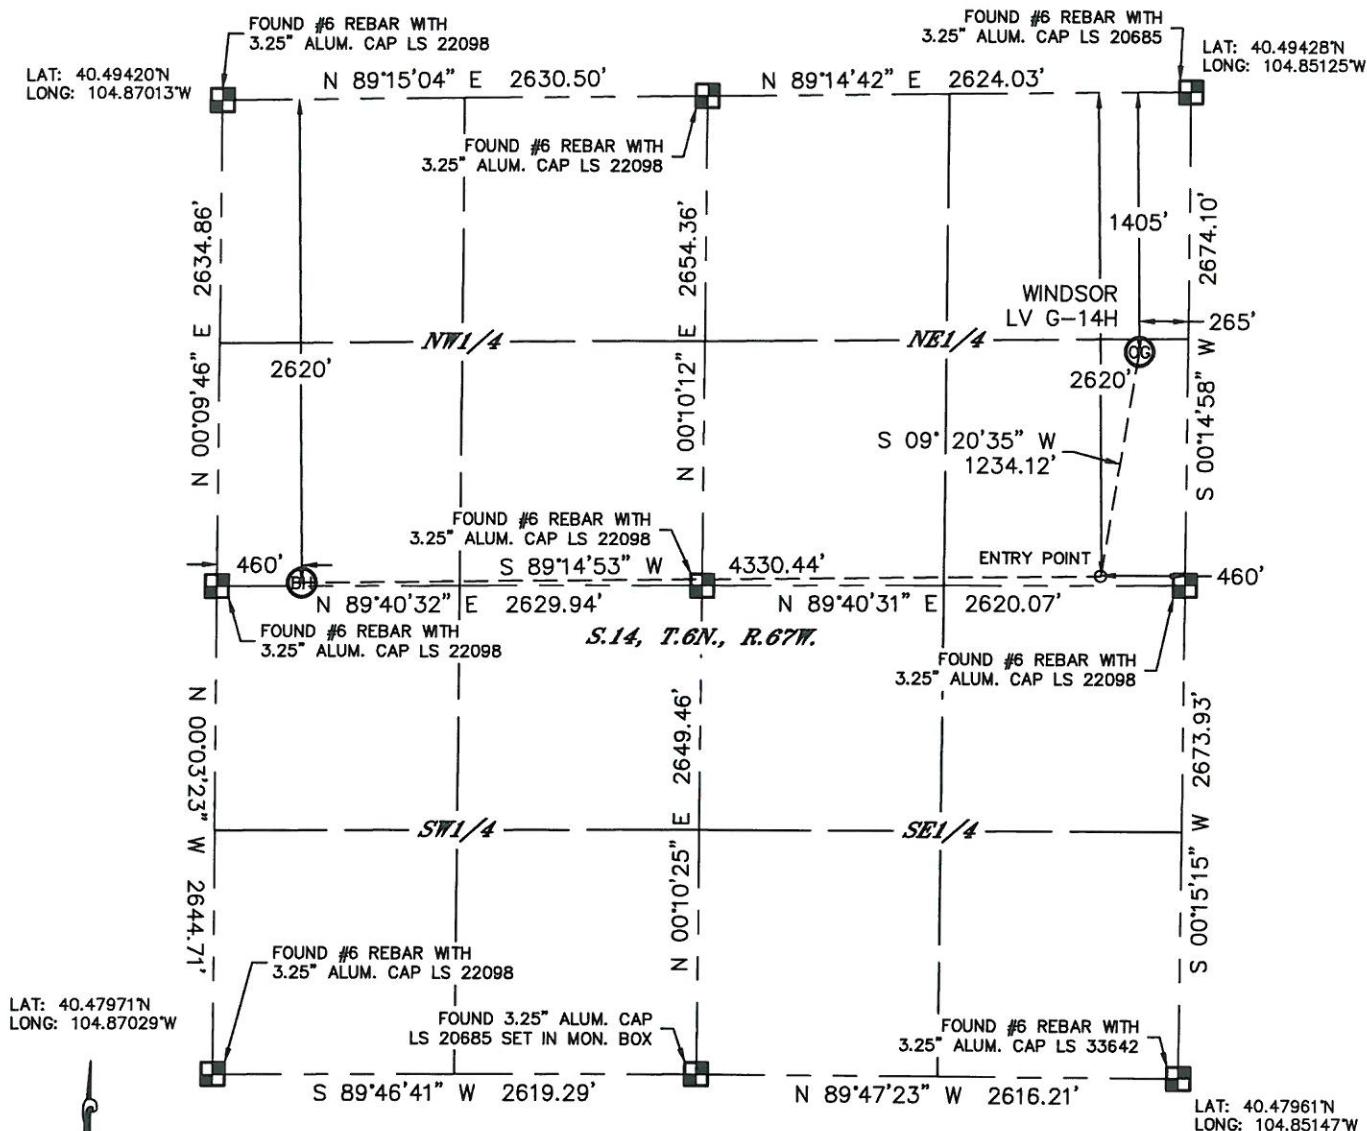 FOUND #6 REBAR WITH
3.25" ALUM. CAP LS 22098
FOUND #6 REBAR WITH
3.25" ALUM. CAP LS 20685
LAT: 40.49420°N
LONG: 104.87013°W
LAT: 40.49428°N
LONG: 104.85125°W
N 89°15'04" E 2630.50'
N 89°14'42" E 2624.03'
FOUND #6 REBAR WITH
3.25" ALUM. CAP LS 22098
N 00°09'46" E 2634.86'
N 00°10'12" E 2654.36'
S 00°14'58" W 2674.10'
1405'
WINDSOR
LV G-14H
265'
NW1/4
NE1/4
OG
2620'
2620'
S 09° 20'35" W
1234.12'
FOUND #6 REBAR WITH
3.25" ALUM. CAP LS 22098
460'
BH
S 89°14'53" W 4330.44'
ENTRY POINT
460'
N 89°40'32" E 2629.94'
N 89°40'31" E 2620.07'
S.14, T.6N., R.67W.
FOUND #6 REBAR WITH
3.25" ALUM. CAP LS 22098
FOUND #6 REBAR WITH
3.25" ALUM. CAP LS 22098
N 00°03'23" W 2644.71'
N 00°10'25" E 2649.46'
S 00°15'15" W 2673.93'
SW1/4
SE1/4
FOUND #6 REBAR WITH
3.25" ALUM. CAP LS 22098
LAT: 40.47971°N
LONG: 104.87029°W
FOUND 3.25" ALUM. CAP
LS 20685 SET IN MON. BOX
FOUND #6 REBAR WITH
3.25" ALUM. CAP LS 33642
S 89°46'41" W 2619.29'
N 89°47'23" W 2616.21'
LAT: 40.47961°N
LONG: 104.85147°W